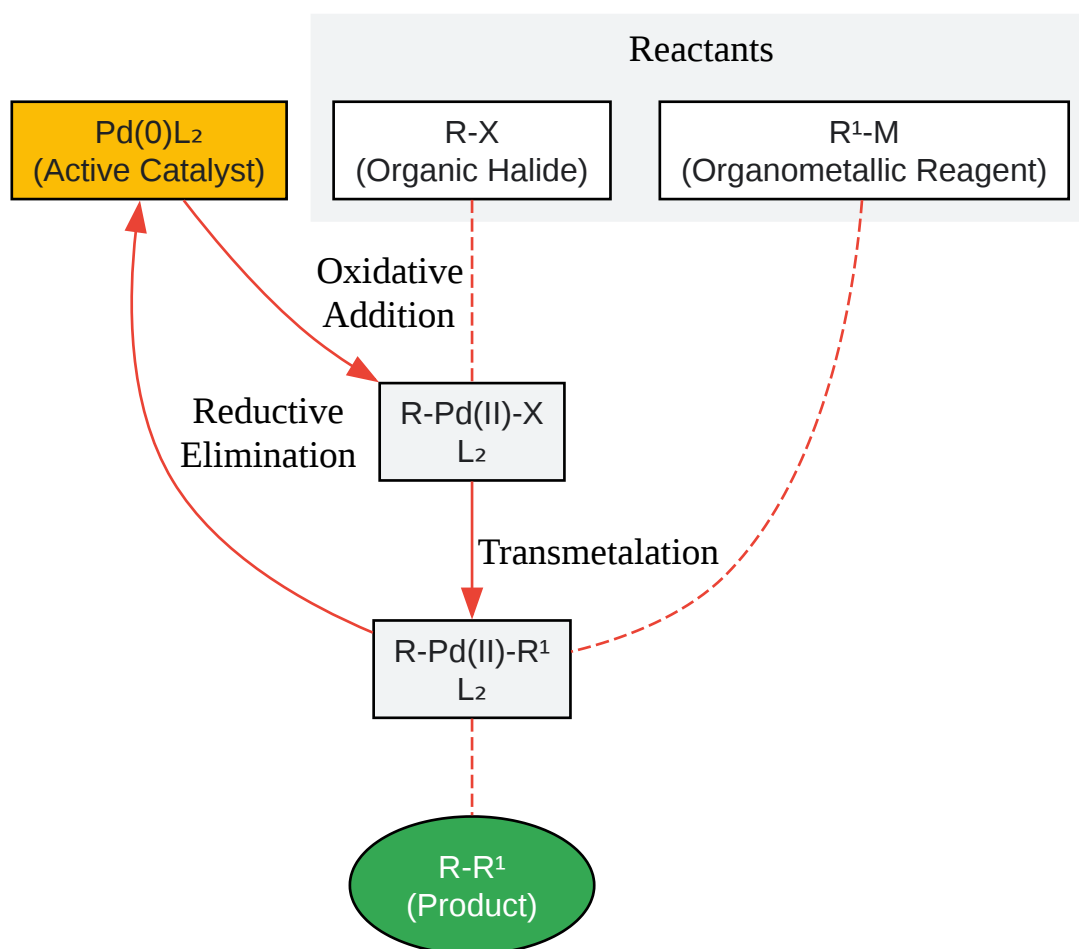 Reactants
Pd(0)L₂
(Active Catalyst)
R-X
(Organic Halide)
R¹-M
(Organometallic Reagent)
Oxidative
Addition
R-Pd(II)-X
L₂
Reductive
Elimination
Transmetalation
R-Pd(II)-R¹
L₂
R-R¹
(Product)